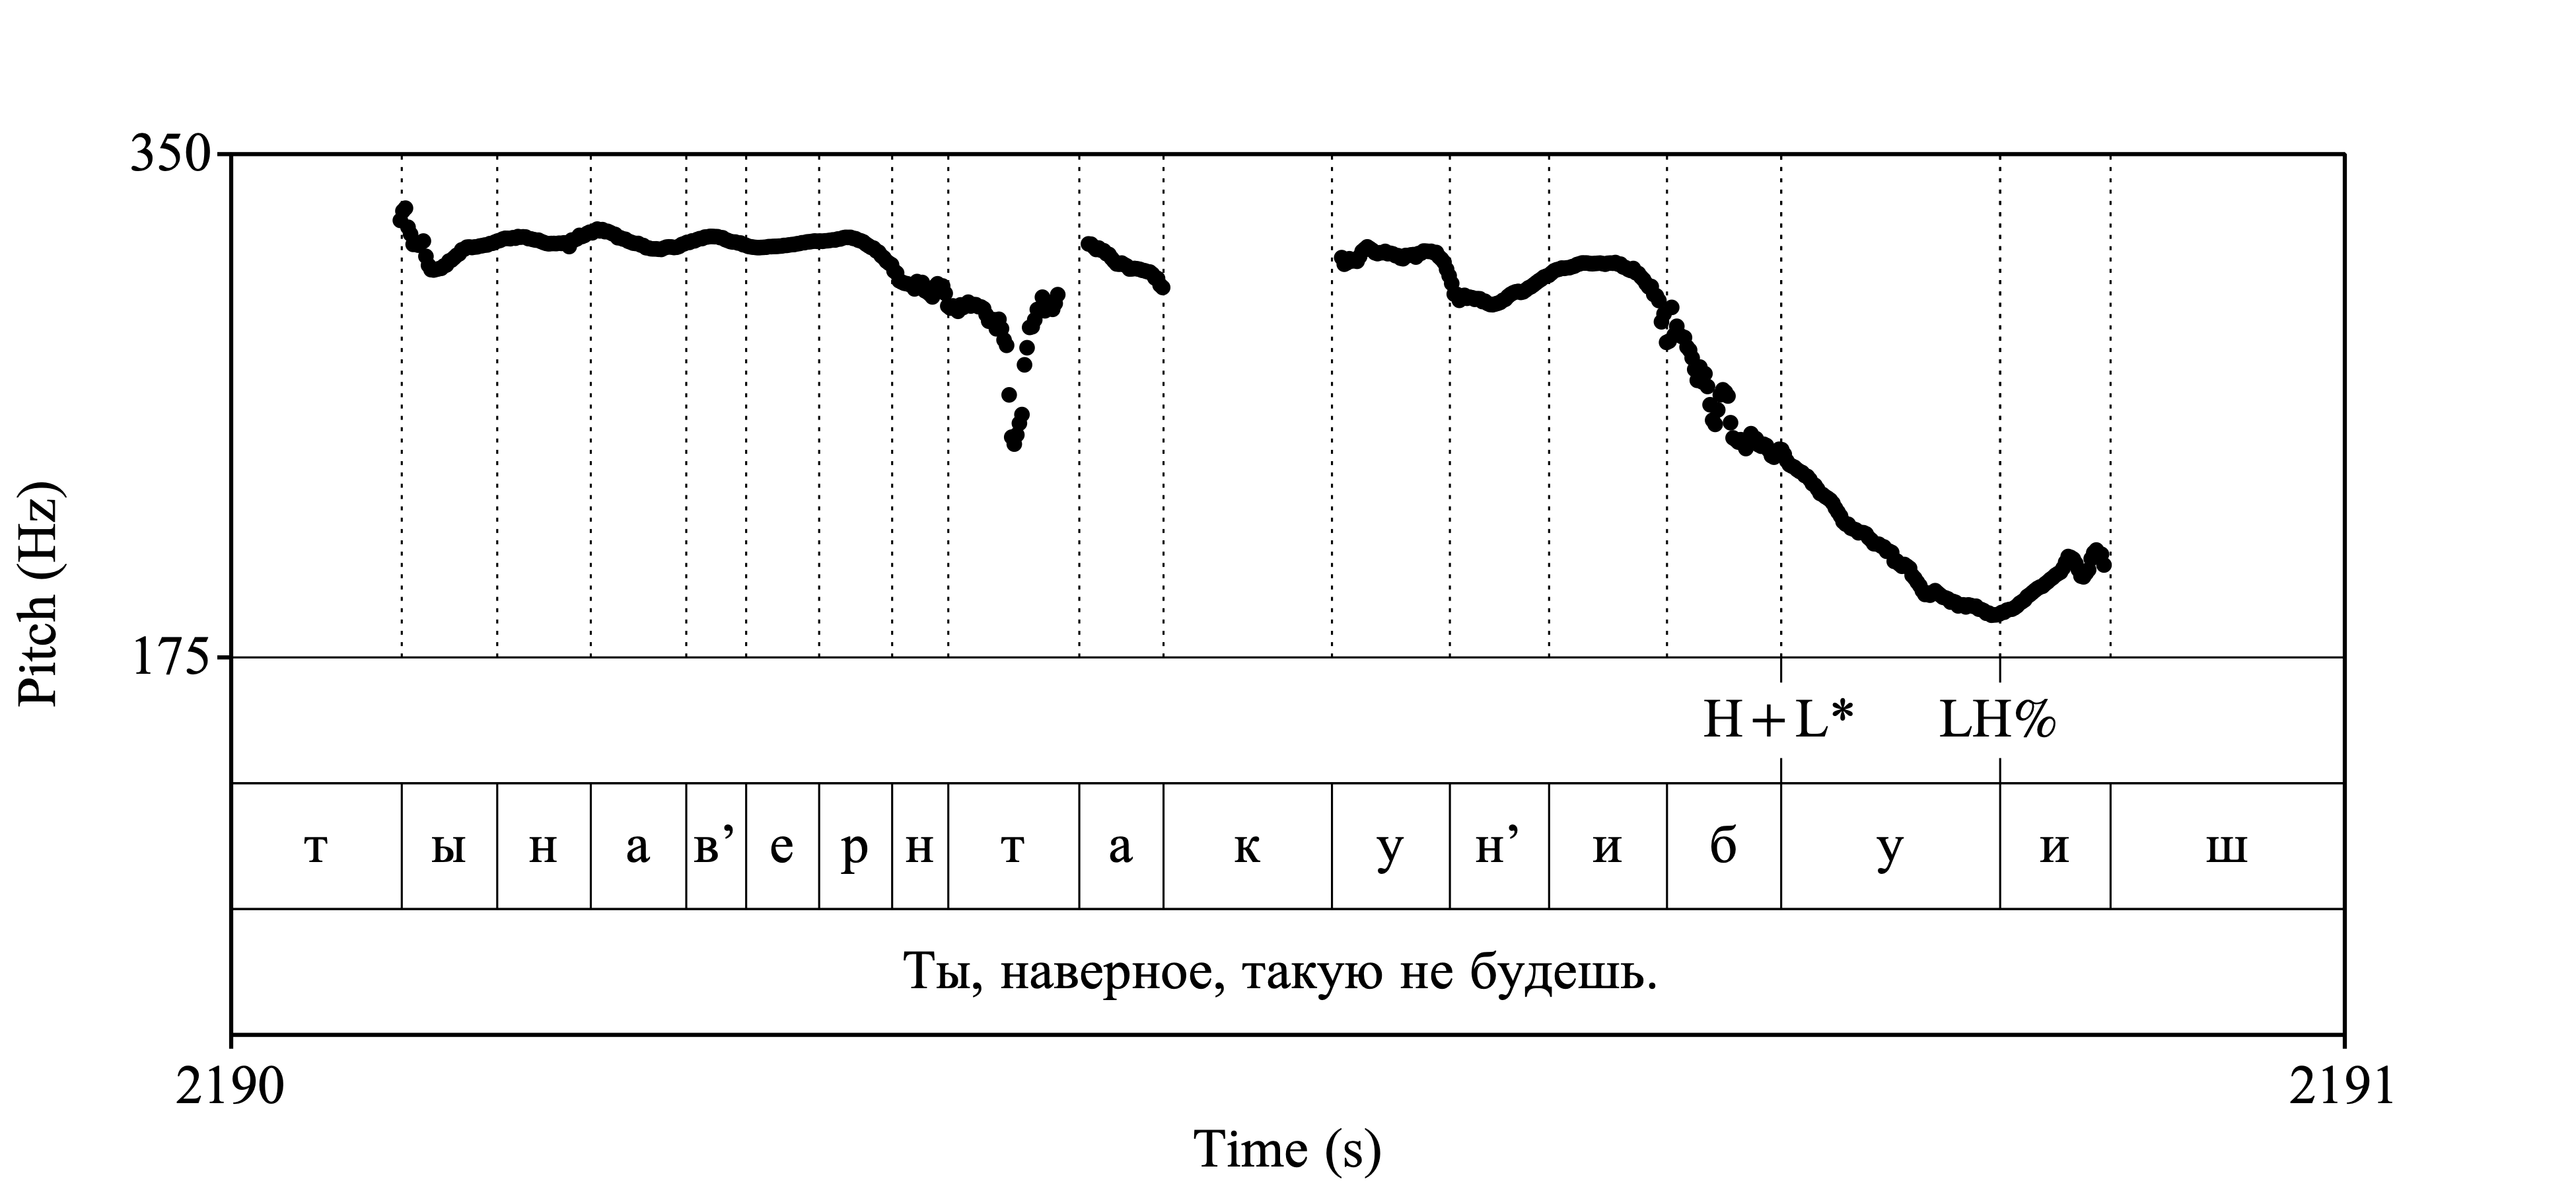 350
175
Pitch (Hz)
H+L* LH%
т ы н а в’ е р н т а к у н’ и б у и ш
Ты, наверное, такую не будешь.
2190 2191
Time (s)